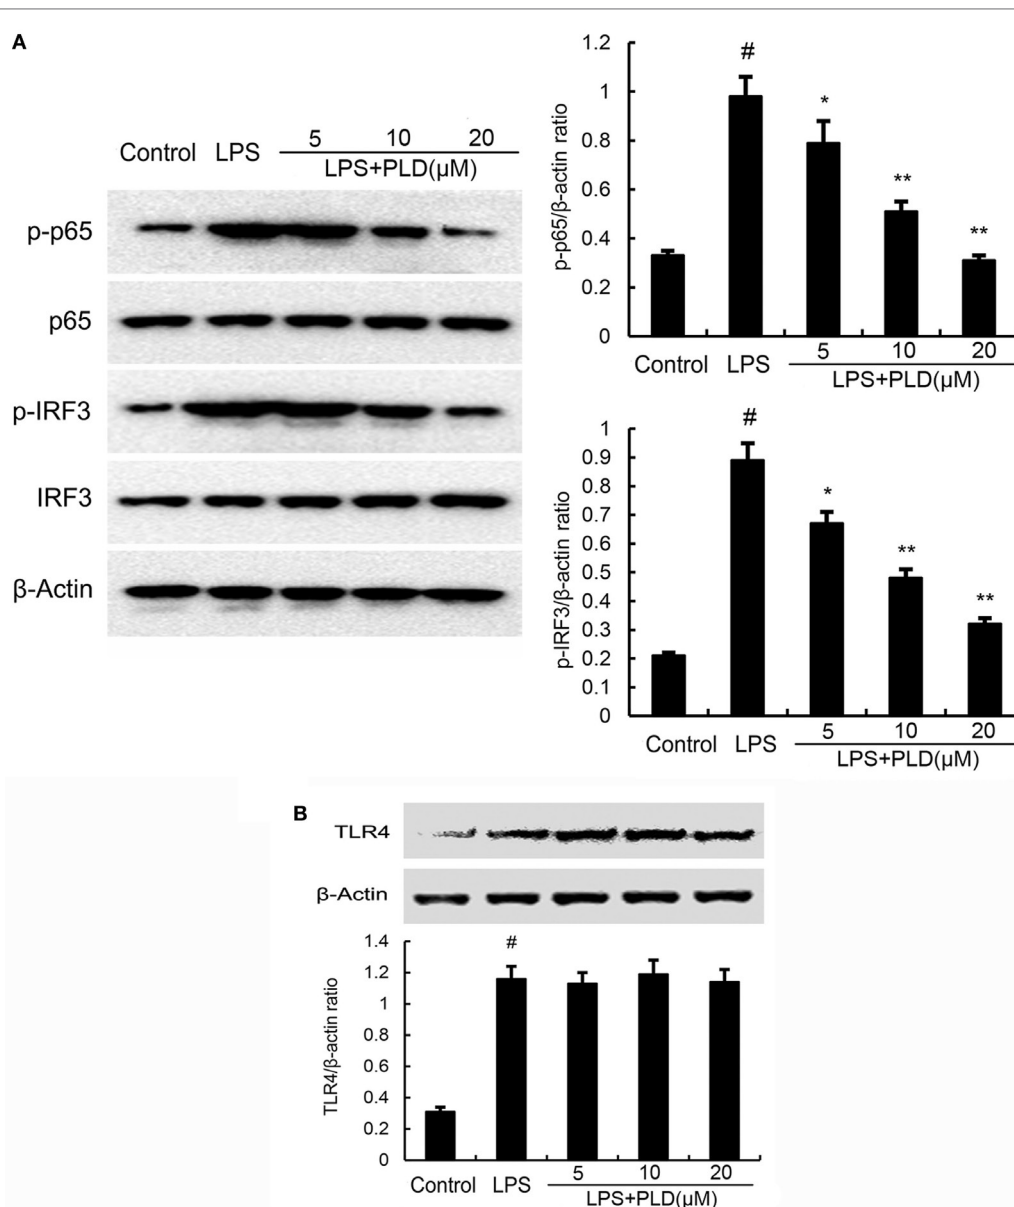 A
Control LPS 5 10 20
LPS+PLD(μM)
p-p65
p65
p-IRF3
IRF3
β-Actin
1.2
1
0.8
0.6
0.4
0.2
0
p-p65/β-actin ratio
#
*
**
**
Control LPS 5 10 20
LPS+PLD(μM)
1
0.9
0.8
0.7
0.6
0.5
0.4
0.3
0.2
0.1
0
p-IRF3/β-actin ratio
#
*
**
**
Control LPS 5 10 20
LPS+PLD(μM)
B
TLR4
β-Actin
1.4
1.2
1
0.8
0.6
0.4
0.2
0
TLR4/β-actin ratio
#
Control LPS 5 10 20
LPS+PLD(μM)